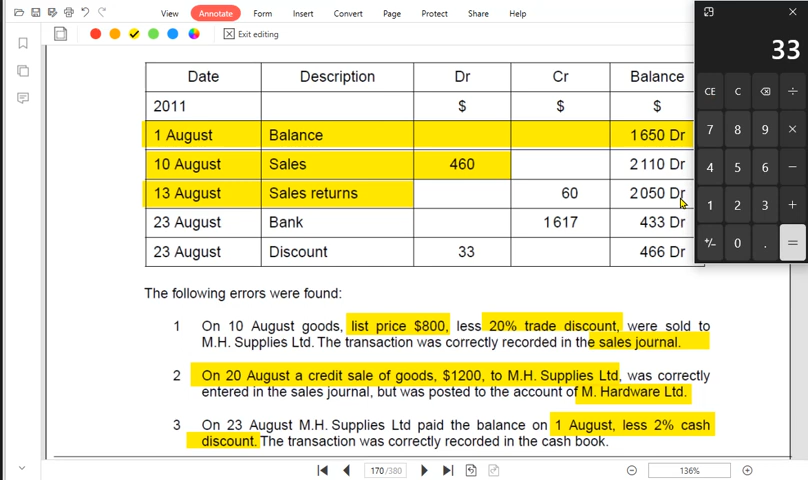 View Annotate Form Insert Convert Page Protect Search Help
Exit editing
33
CE C ÷
7 8 9 ×
4 5 6 −
1 2 3 +
+/− 0 . =
Date Description Dr Cr Balance
2011 $ $ $
1 August Balance 1650 Dr
10 August Sales 460 2110 Dr
13 August Sales returns 60 2050 Dr
23 August Bank 1617 433 Dr
23 August Discount 33 466 Dr
The following errors were found:
1 On 10 August goods, list price $800, less 20% trade discount, were sold to
M.H. Supplies Ltd. The transaction was correctly recorded in the sales journal.
2 On 20 August a credit sale of goods, $1200, to M.H. Supplies Ltd, was correctly
entered in the sales journal, but was posted to the account of M. Hardware Ltd.
3 On 23 August M.H. Supplies Ltd paid the balance on 1 August, less 2% cash
discount. The transaction was correctly recorded in the cash book.
170 /380
136%